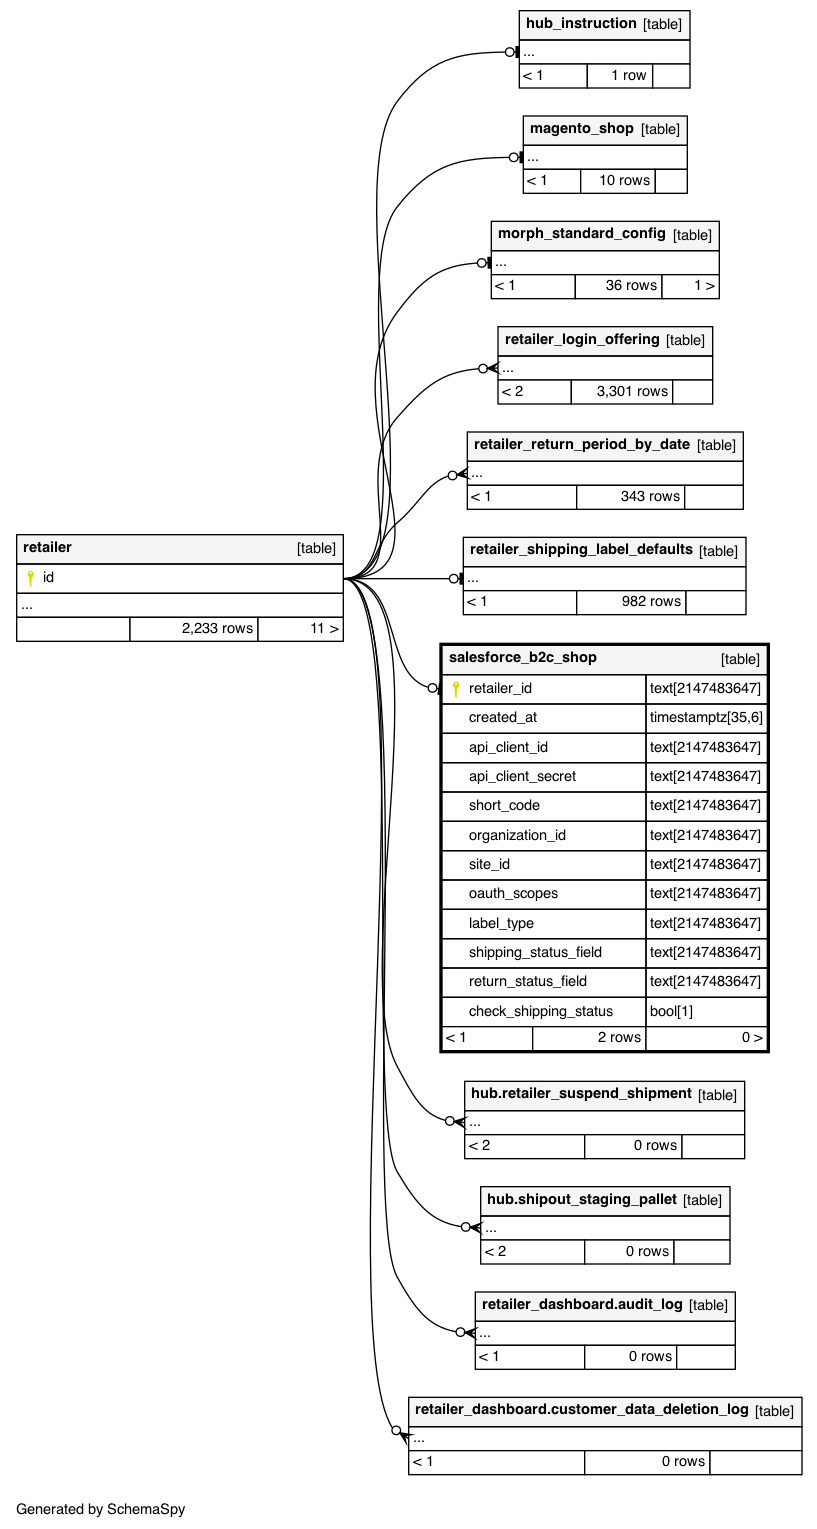 hub_instruction [table]
...
< 1 1 row
magento_shop [table]
...
< 1 10 rows
morph_standard_config [table]
...
< 1 36 rows 1 >
retailer_login_offering [table]
...
< 2 3,301 rows
retailer_return_period_by_date [table]
...
< 1 343 rows
retailer [table]
id
...
2,233 rows 11 >
retailer_shipping_label_defaults [table]
...
< 1 982 rows
salesforce_b2c_shop [table]
retailer_id text[2147483647]
created_at timestamptz[35,6]
api_client_id text[2147483647]
api_client_secret text[2147483647]
short_code text[2147483647]
organization_id text[2147483647]
site_id text[2147483647]
oauth_scopes text[2147483647]
label_type text[2147483647]
shipping_status_field text[2147483647]
return_status_field text[2147483647]
check_shipping_status bool[1]
< 1 2 rows 0 >
hub.retailer_suspend_shipment [table]
...
< 2 0 rows
hub.shipout_staging_pallet [table]
...
< 2 0 rows
retailer_dashboard.audit_log [table]
...
< 1 0 rows
retailer_dashboard.customer_data_deletion_log [table]
...
< 1 0 rows
Generated by SchemaSpy